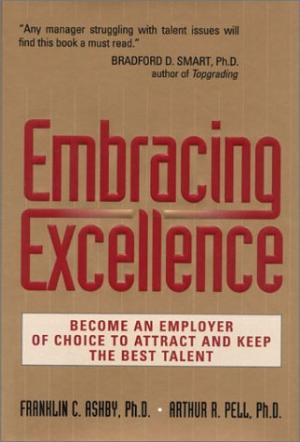 "Any manager struggling with talent issues will
find this book a must read."
BRADFORD D. SMART, Ph.D.
author of Topgrading
Embracing
Excellence
BECOME AN EMPLOYER
OF CHOICE TO ATTRACT AND KEEP
THE BEST TALENT
FRANKLIN C. ASHBY, Ph.D. • ARTHUR R. PELL, Ph.D.